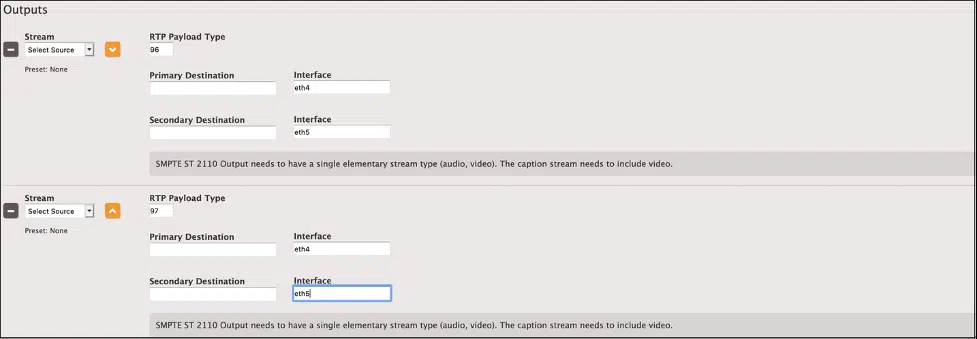 Outputs
Stream RTP Payload Type
Select Source 96
Preset: None
Primary Destination Interface
eth4
Secondary Destination Interface
eth5
SMPTE ST 2110 Output needs to have a single elementary stream type (audio, video). The caption stream needs to include video.
Stream RTP Payload Type
Select Source 97
Preset: None
Primary Destination Interface
eth4
Secondary Destination Interface
eth5
SMPTE ST 2110 Output needs to have a single elementary stream type (audio, video). The caption stream needs to include video.